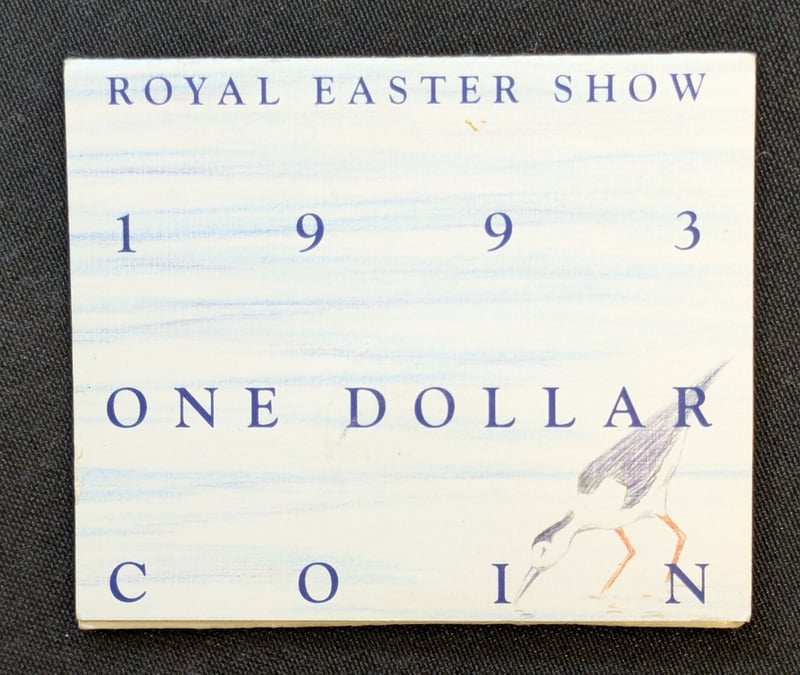 ROYAL EASTER SHOW
1 9 9 3
ONE DOLLAR
C O I N